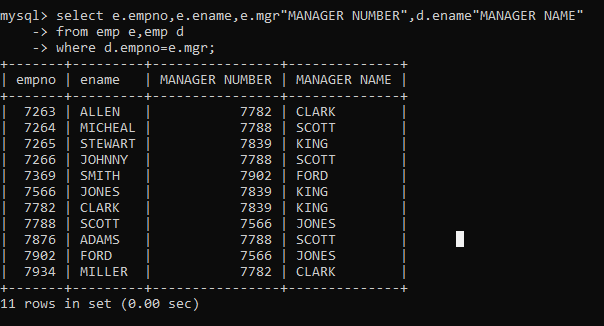 mysql> select e.empno,e.ename,e.mgr"MANAGER NUMBER",d.ename"MANAGER NAME"
    -> from emp e,emp d
    -> where d.empno=e.mgr;
+-------+---------+----------------+--------------+
| empno | ename   | MANAGER NUMBER | MANAGER NAME |
+-------+---------+----------------+--------------+
|  7263 | ALLEN   |           7782 | CLARK        |
|  7264 | MICHEAL |           7788 | SCOTT        |
|  7265 | STEWART |           7839 | KING         |
|  7266 | JOHNNY  |           7788 | SCOTT        |
|  7369 | SMITH   |           7902 | FORD         |
|  7566 | JONES   |           7839 | KING         |
|  7782 | CLARK   |           7839 | KING         |
|  7788 | SCOTT   |           7566 | JONES        |
|  7876 | ADAMS   |           7788 | SCOTT        |
|  7902 | FORD    |           7566 | JONES        |
|  7934 | MILLER  |           7782 | CLARK        |
+-------+---------+----------------+--------------+
11 rows in set (0.00 sec)